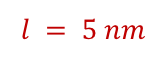 l = 5 nm